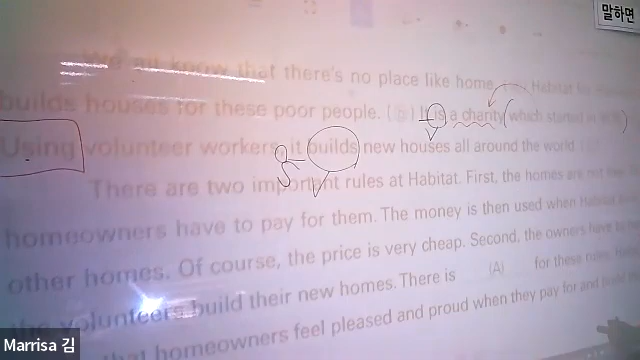 말하면
We all know that there's no place like home. Habitat for
builds houses for these poor people. (b) It is a charity (which started
Using volunteer workers, it builds new houses all around the world.
S V
There are two important rules at Habitat. First, the homes are
homeowners have to pay for them. The money is then used when Habitat
other homes. Of course, the price is very cheap. Second, the owners have to
the volunteers build their new homes. There is (A) for these rules.
that homeowners feel pleased and proud when they pay for and build
Marrisa 김